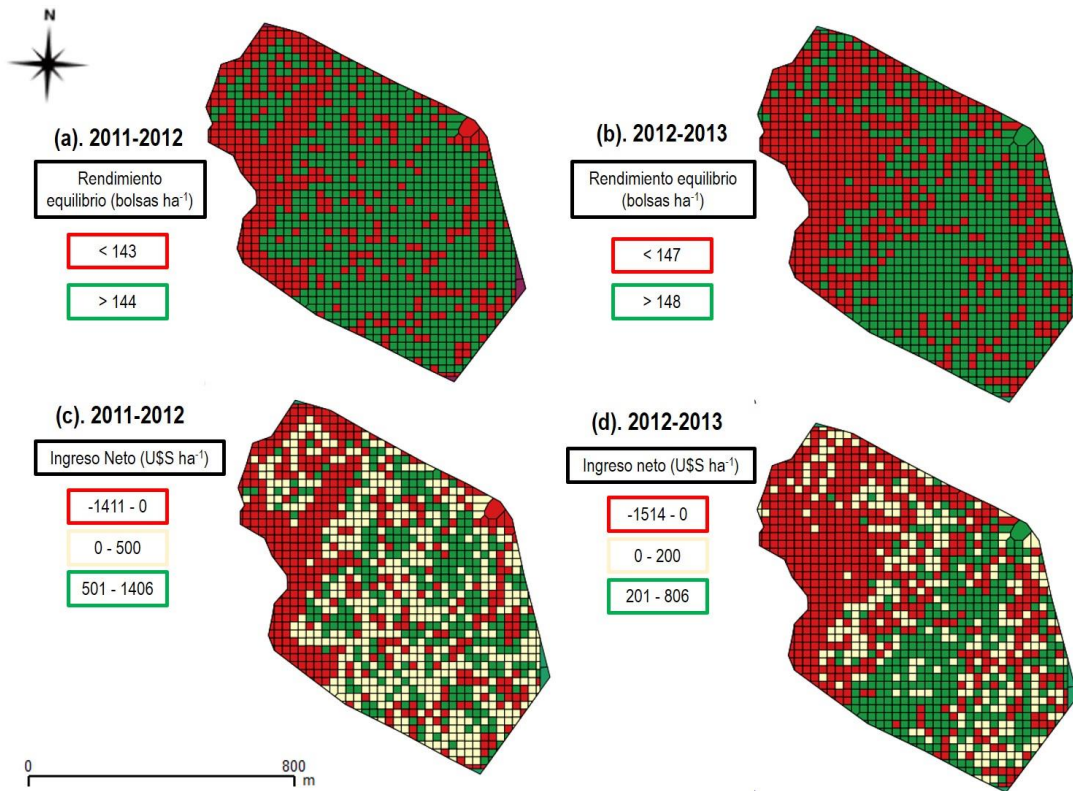 N
(a). 2011-2012
Rendimiento
equilibrio (bolsas ha⁻¹)
< 143
> 144
(b). 2012-2013
Rendimiento equilibrio
(bolsas ha⁻¹)
< 147
> 148
(c). 2011-2012
Ingreso Neto (U$S ha⁻¹)
-1411 - 0
0 - 500
501 - 1406
(d). 2012-2013
Ingreso neto (U$S ha⁻¹)
-1514 - 0
0 - 200
201 - 806
0 800
m